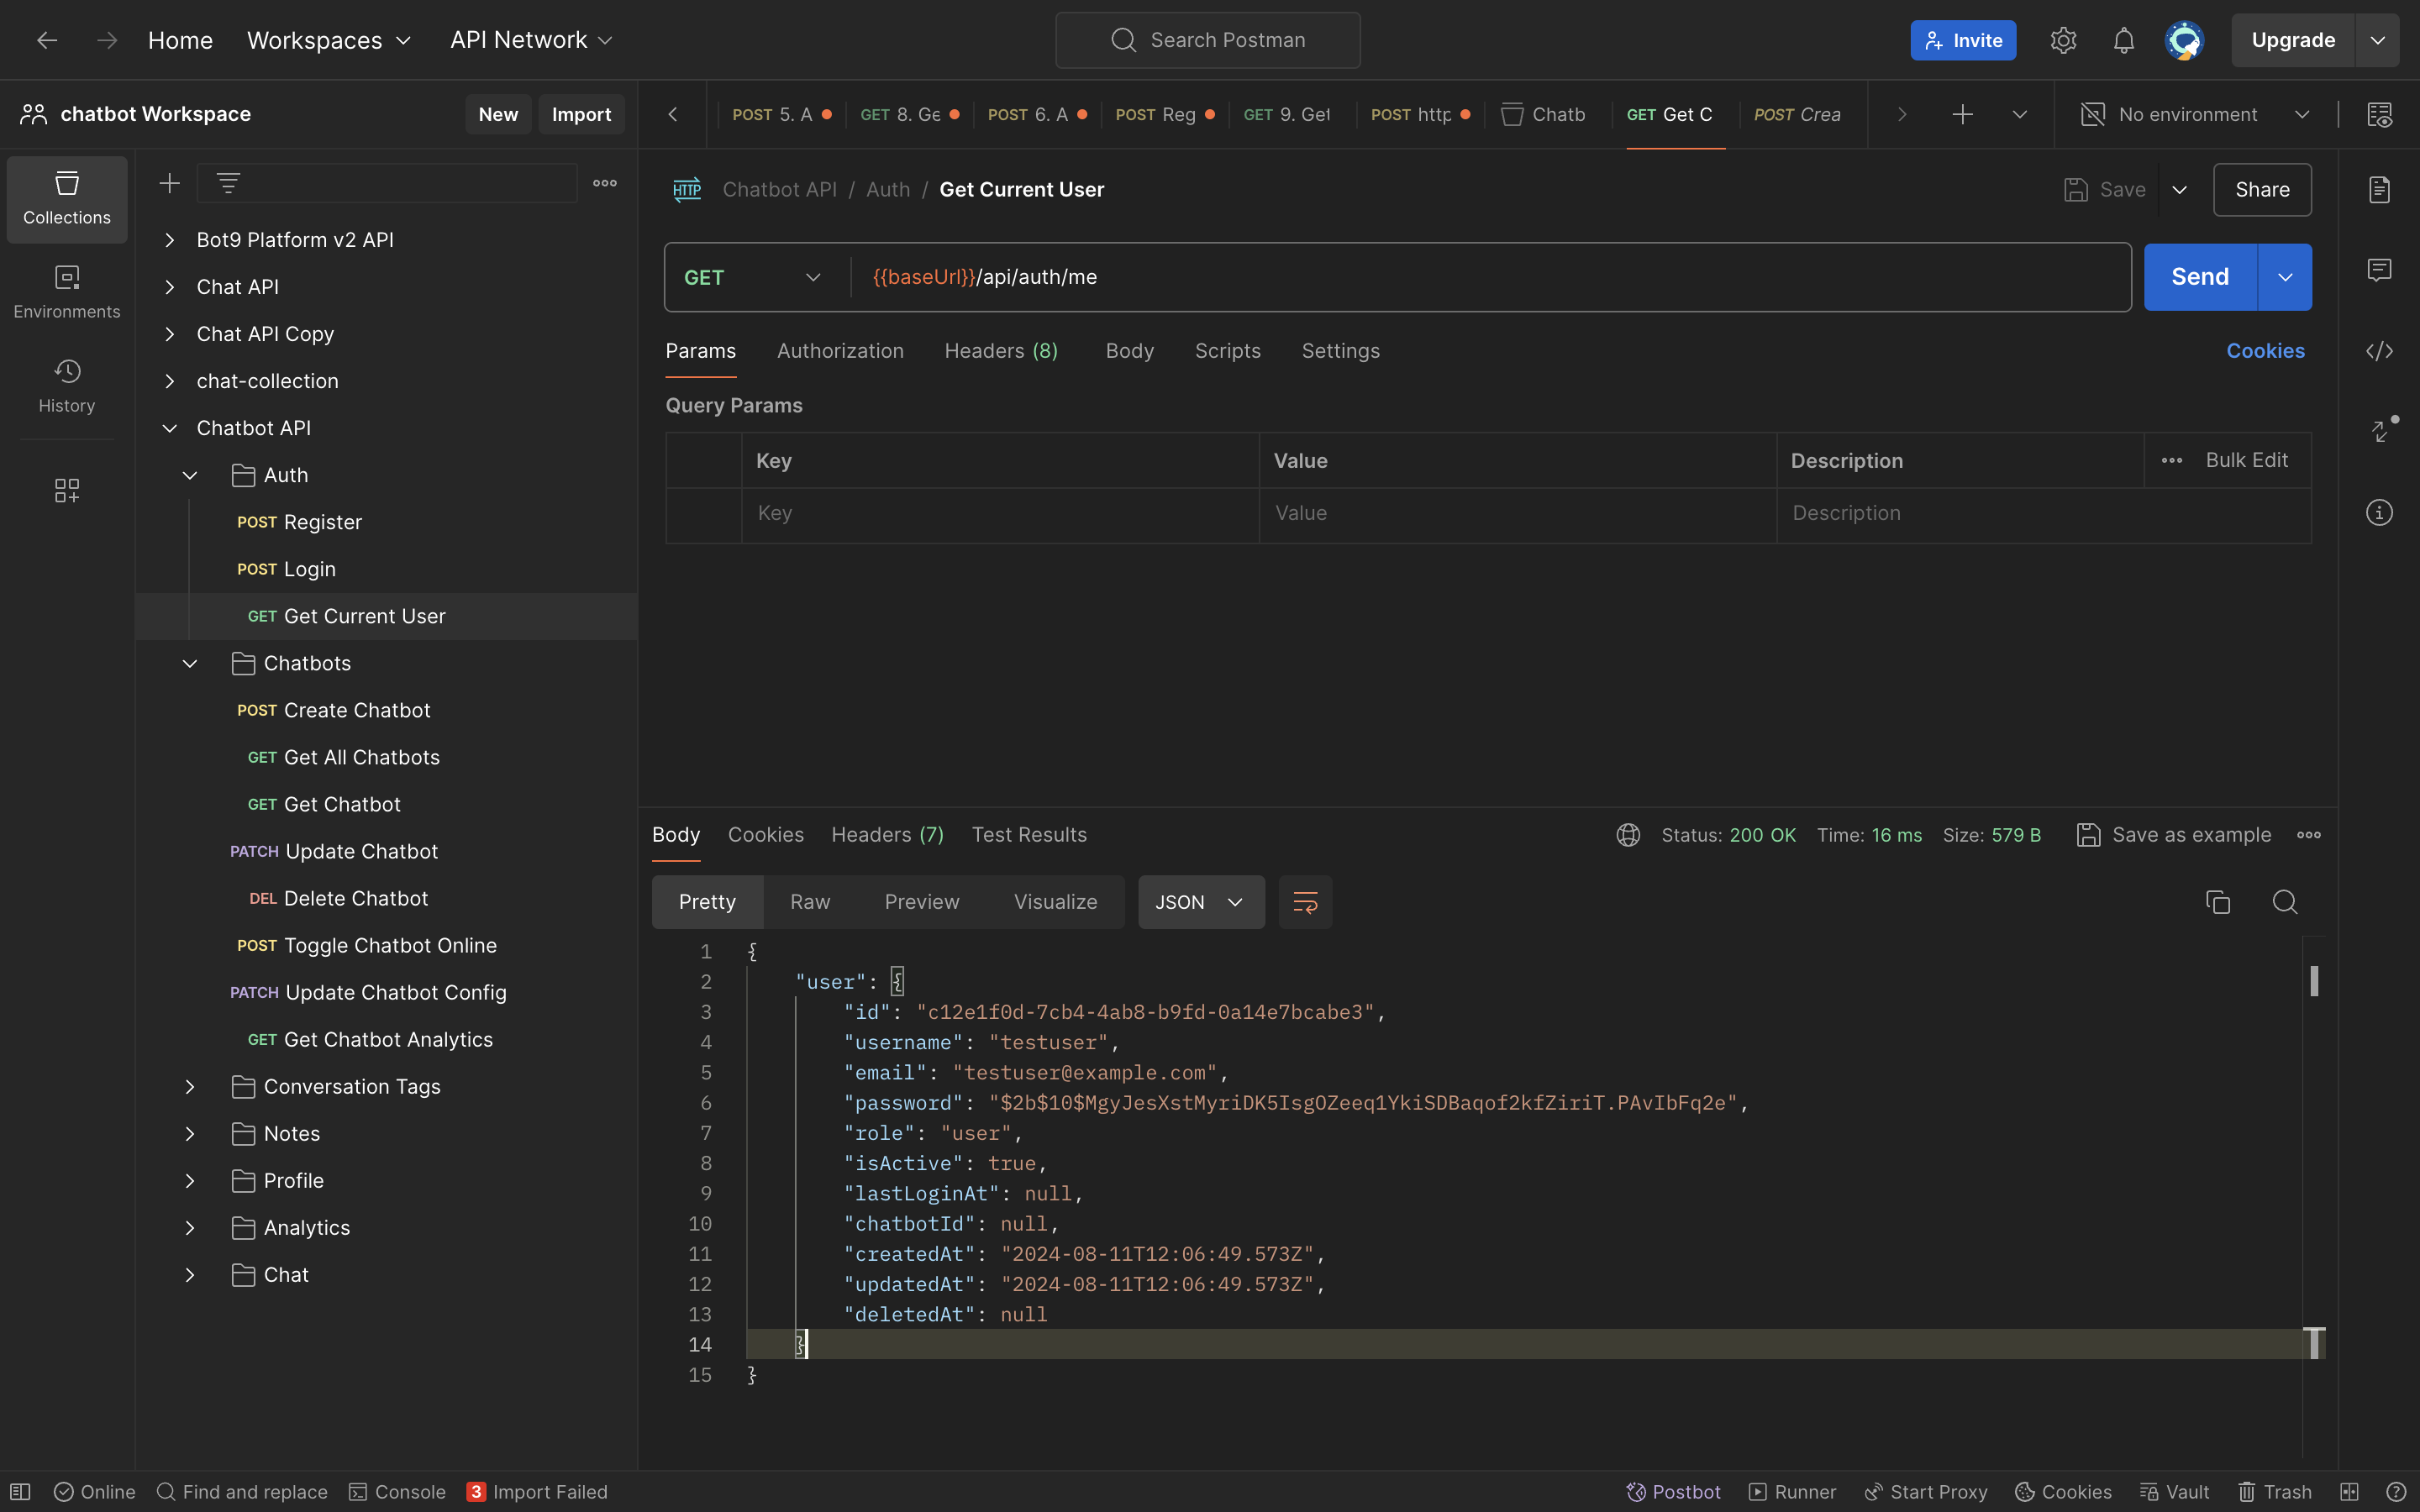 Home Workspaces API Network Search Postman Invite Upgrade
chatbot Workspace New Import
POST 5. A GET 8. Ge POST 6. A POST Reg GET 9. Get POST http Chatb GET Get C POST Crea No environment
Collections
Environments
History
Bot9 Platform v2 API
Chat API
Chat API Copy
chat-collection
Chatbot API
Auth
POST Register
POST Login
GET Get Current User
Chatbots
POST Create Chatbot
GET Get All Chatbots
GET Get Chatbot
PATCH Update Chatbot
DEL Delete Chatbot
POST Toggle Chatbot Online
PATCH Update Chatbot Config
GET Get Chatbot Analytics
Conversation Tags
Notes
Profile
Analytics
Chat
HTTP Chatbot API / Auth / Get Current User Save Share
GET {{baseUrl}}/api/auth/me Send
Params Authorization Headers (8) Body Scripts Settings Cookies
Query Params
Key Value Description Bulk Edit
Key Value Description
Body Cookies Headers (7) Test Results Status: 200 OK Time: 16 ms Size: 579 B Save as example
Pretty Raw Preview Visualize JSON
1 {
2 "user": {
3 "id": "c12e1f0d-7cb4-4ab8-b9fd-0a14e7bcabe3",
4 "username": "testuser",
5 "email": "testuser@example.com",
6 "password": "$2b$10$MgyJesXstMyriDK5IsgOZeeq1YkiSDBaqof2kfZiriT.PAvIbFq2e",
7 "role": "user",
8 "isActive": true,
9 "lastLoginAt": null,
10 "chatbotId": null,
11 "createdAt": "2024-08-11T12:06:49.573Z",
12 "updatedAt": "2024-08-11T12:06:49.573Z",
13 "deletedAt": null
14 }
15 }
Online Find and replace Console 3 Import Failed Postbot Runner Start Proxy Cookies Vault Trash